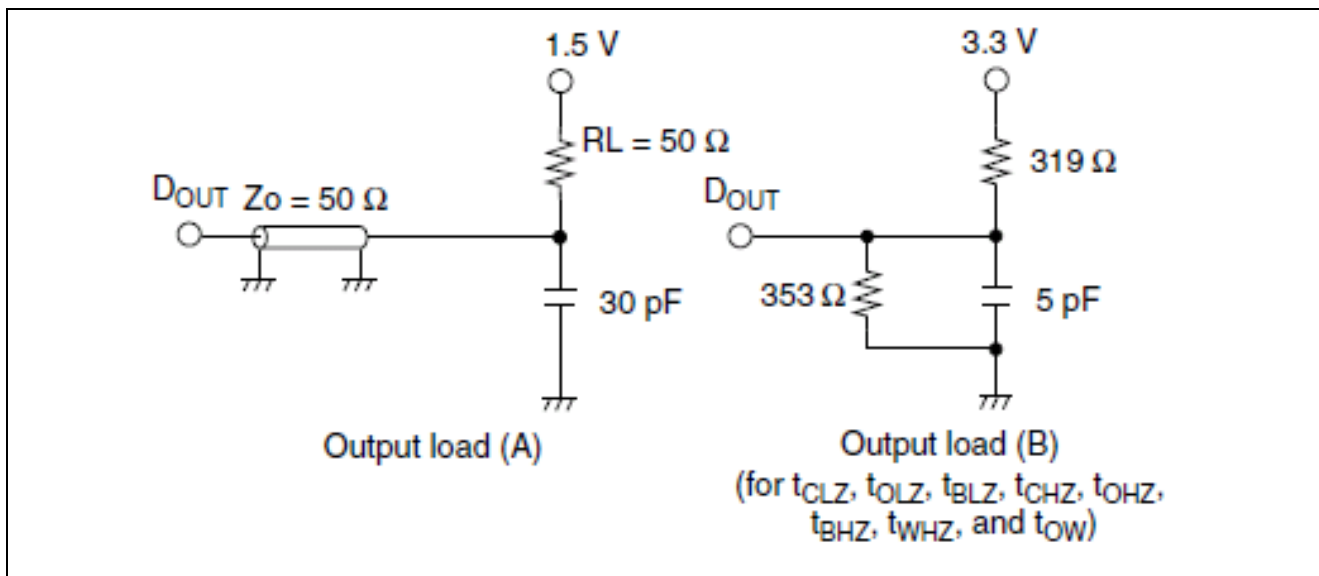 1.5 V
RL = 50 Ω
DOUT Zo = 50 Ω
30 pF
Output load (A)
3.3 V
319 Ω
DOUT
353 Ω
5 pF
Output load (B)
(for tCLZ, tOLZ, tBLZ, tCHZ, tOHZ,
tBHZ, tWHZ, and tOW)